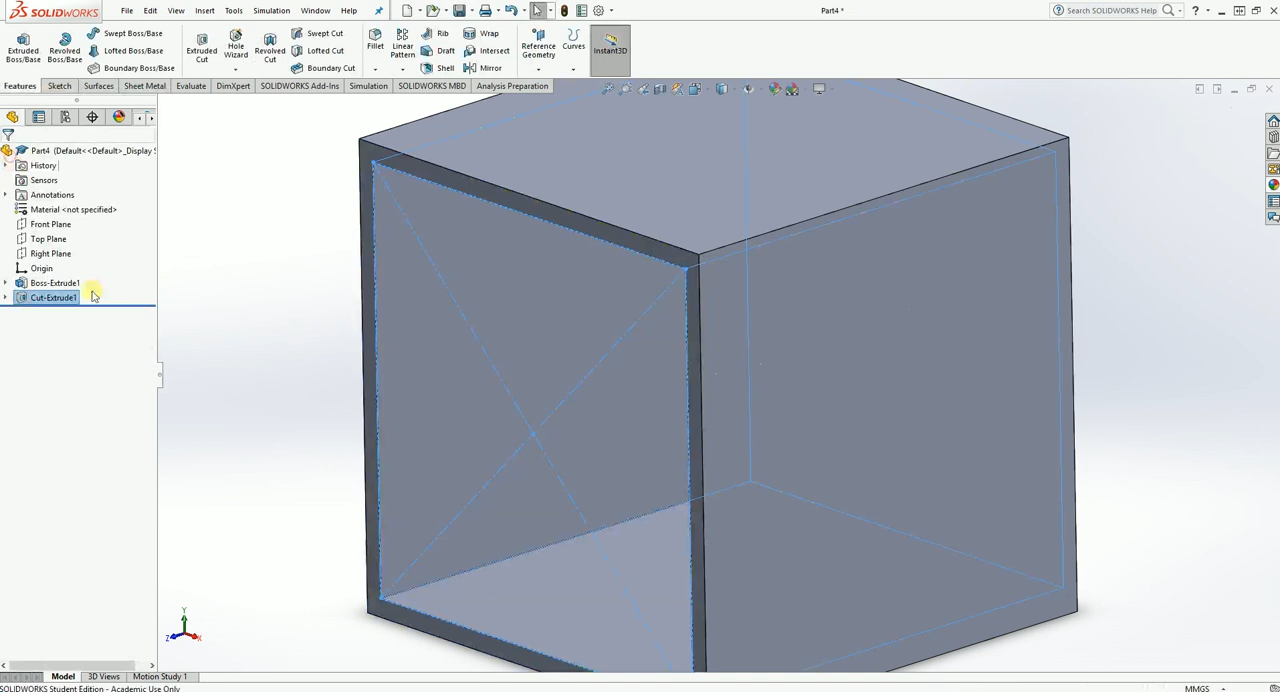 SOLIDWORKS File Edit View Insert Tools Simulation Window Help Part4 * Search SOLIDWORKS Help
Extruded Boss/Base
Revolved Boss/Base
Swept Boss/Base
Lofted Boss/Base
Boundary Boss/Base
Extruded Cut
Hole Wizard
Revolved Cut
Swept Cut
Lofted Cut
Boundary Cut
Fillet
Linear Pattern
Rib
Draft
Shell
Wrap
Intersect
Mirror
Reference Geometry
Curves
Instant3D
Features Sketch Surfaces Sheet Metal Evaluate DimXpert SOLIDWORKS Add-Ins Simulation SOLIDWORKS MBD Analysis Preparation
Part4 (Default<<Default>_Display S
History
Sensors
Annotations
Material <not specified>
Front Plane
Top Plane
Right Plane
Origin
Boss-Extrude1
Cut-Extrude1
Y
Z X
Model 3D Views Motion Study 1
SOLIDWORKS Student Edition - Academic Use Only MMGS